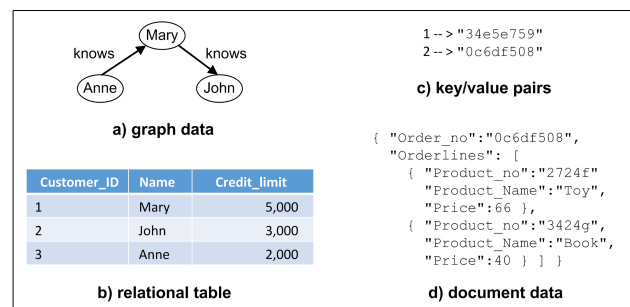 Mary
knows
knows
Anne
John
a) graph data
Customer_ID Name Credit_limit
1 Mary 5,000
2 John 3,000
3 Anne 2,000
b) relational table
1 --> "34e5e759"
2 --> "0c6df508"
c) key/value pairs
{ "Order_no":"0c6df508",
"Orderlines": [
{ "Product_no":"2724f"
"Product_Name":"Toy",
"Price":66 },
{ "Product_no":"3424g",
"Product_Name":"Book",
"Price":40 } ] }
d) document data